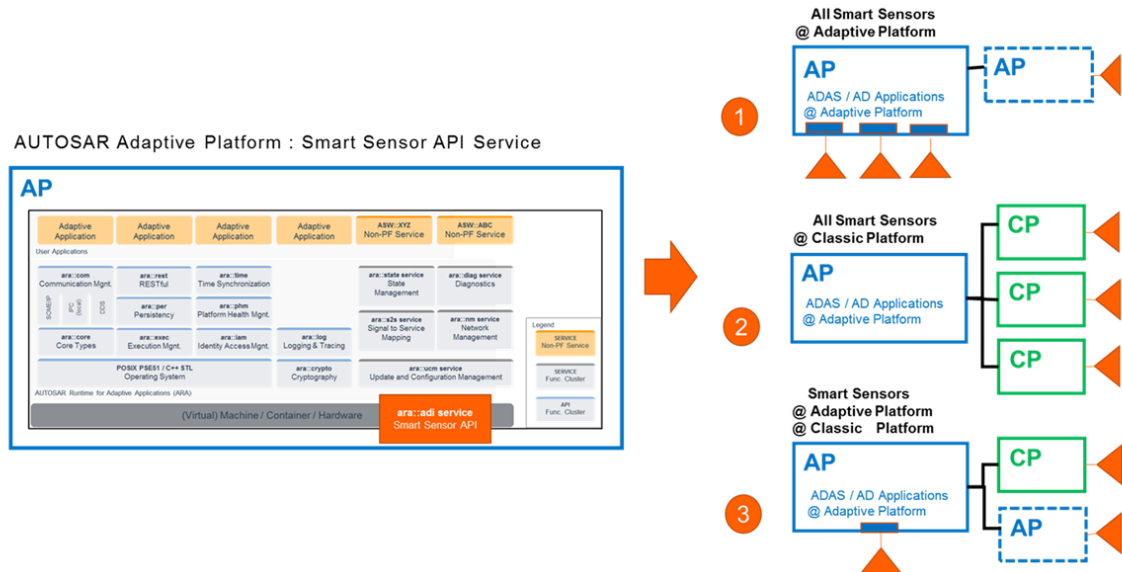 AUTOSAR Adaptive Platform : Smart Sensor API Service
AP
Adaptive
Application
Adaptive
Application
Adaptive
Application
Adaptive
Application
ASW::XYZ
Non-PF Service
ASW::ABC
Non-PF Service
User Applications
ara::com
Communication Mgnt.
SOME/IP
IPC
(local)
DDS
ara::rest
RESTful
ara::time
Time Synchronization
ara::per
Persistency
ara::phm
Platform Health Mgnt.
ara::state service
State
Management
ara::diag service
Diagnostics
ara::s2s service
Signal to Service
Mapping
ara::nm service
Network
Management
ara::core
Core Types
ara::exec
Execution Mgnt.
ara::iam
Identity Access Mgnt.
ara::log
Logging & Tracing
POSIX PSE51 / C++ STL
Operating System
ara::crypto
Cryptography
ara::ucm service
Update and Configuration Management
AUTOSAR Runtime for Adaptive Applications (ARA)
(Virtual) Machine / Container / Hardware
ara::adi service
Smart Sensor API
Legend
SERVICE
Non-PF Service
SERVICE
Func. Cluster
API
Func. Cluster
All Smart Sensors
@ Adaptive Platform
1
AP
ADAS / AD Applications
@ Adaptive Platform
AP
All Smart Sensors
@ Classic Platform
2
AP
ADAS / AD Applications
@ Adaptive Platform
CP
CP
CP
Smart Sensors
@ Adaptive Platform
@ Classic Platform
3
AP
ADAS / AD Applications
@ Adaptive Platform
CP
AP